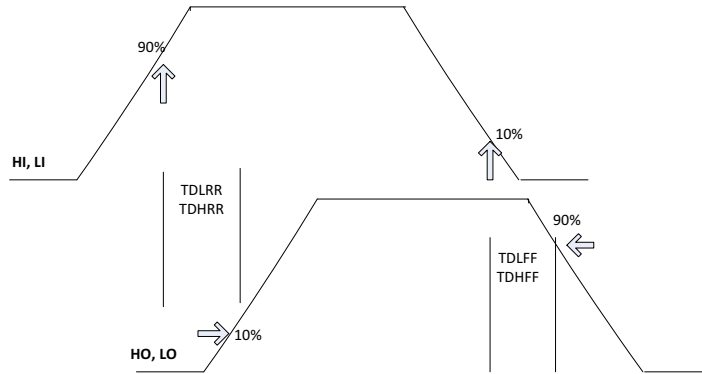 90%
10%
HI, LI
TDLRR
TDHRR
90%
TDLFF
TDHFF
10%
HO, LO